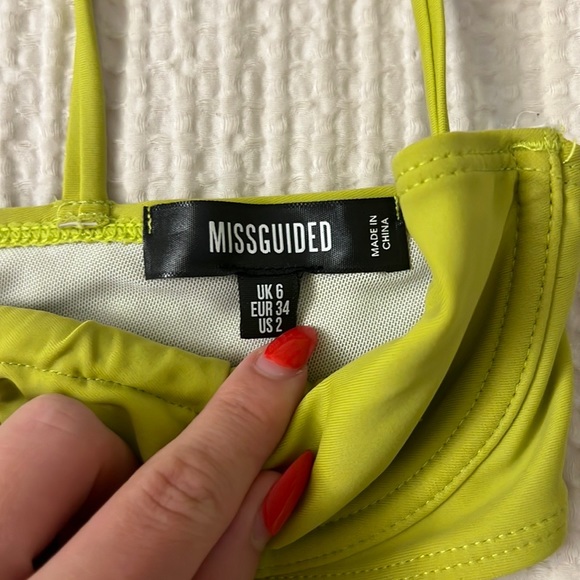 MISSGUIDED
MADE IN
CHINA
UK 6
EUR 34
US 2